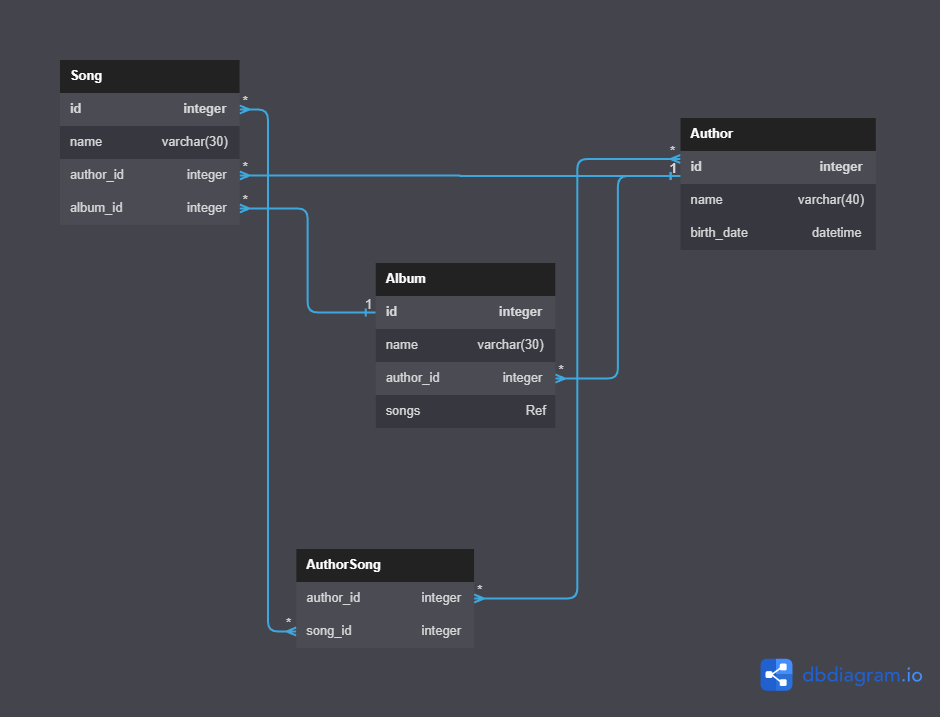 Song
id integer
name varchar(30)
author_id integer
album_id integer
*
*
*
Author
id integer
name varchar(40)
birth_date datetime
*
1
Album
id integer
name varchar(30)
author_id integer
songs Ref
1
*
AuthorSong
author_id integer
song_id integer
*
*
dbdiagram.io